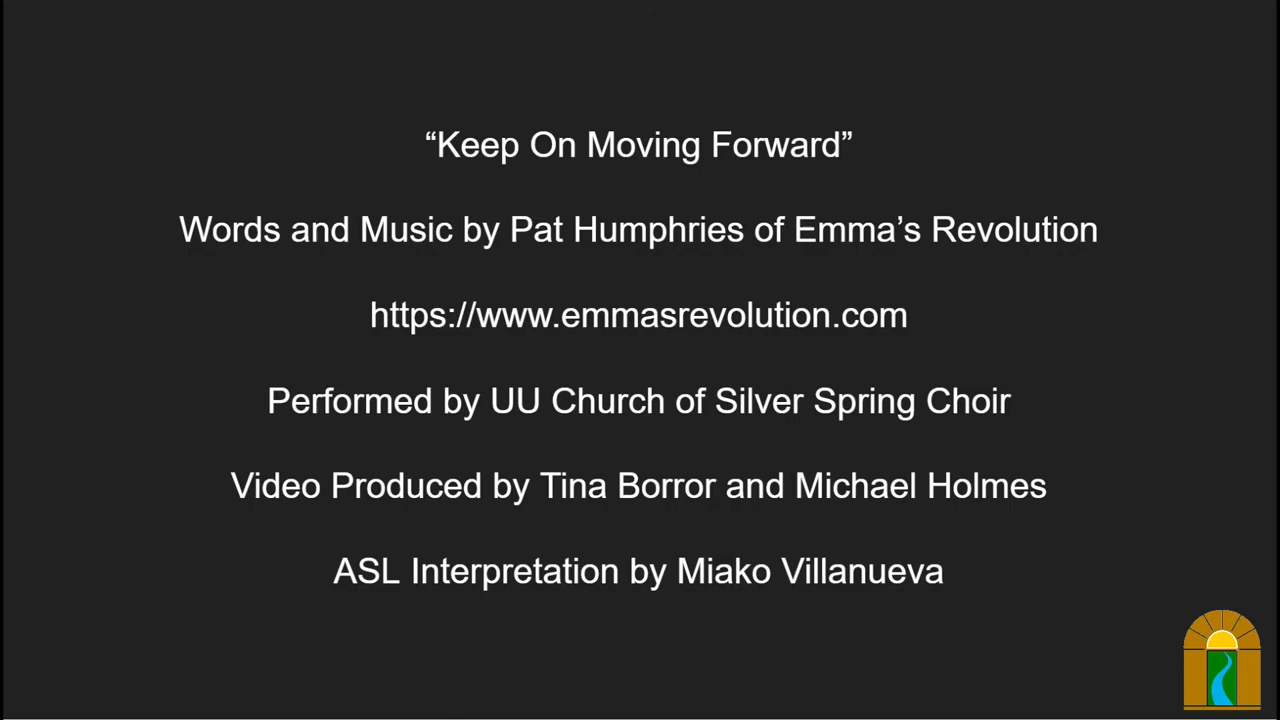 “Keep On Moving Forward”
Words and Music by Pat Humphries of Emma’s Revolution
https://www.emmasrevolution.com
Performed by UU Church of Silver Spring Choir
Video Produced by Tina Borror and Michael Holmes
ASL Interpretation by Miako Villanueva